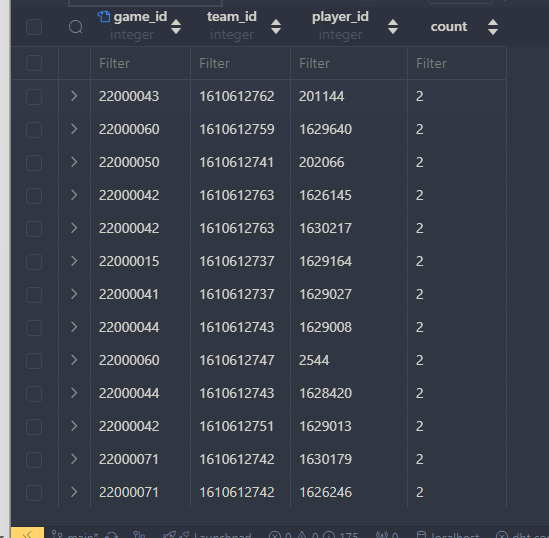 game_id team_id player_id count
integer integer integer
Filter Filter Filter Filter
22000043 1610612762 201144 2
22000060 1610612759 1629640 2
22000050 1610612741 202066 2
22000042 1610612763 1626145 2
22000042 1610612763 1630217 2
22000015 1610612737 1629164 2
22000041 1610612737 1629027 2
22000044 1610612743 1629008 2
22000060 1610612747 2544 2
22000044 1610612743 1628420 2
22000042 1610612751 1629013 2
22000071 1610612742 1630179 2
22000071 1610612742 1626246 2
main* Launchpad 0 0 175 0 localhost